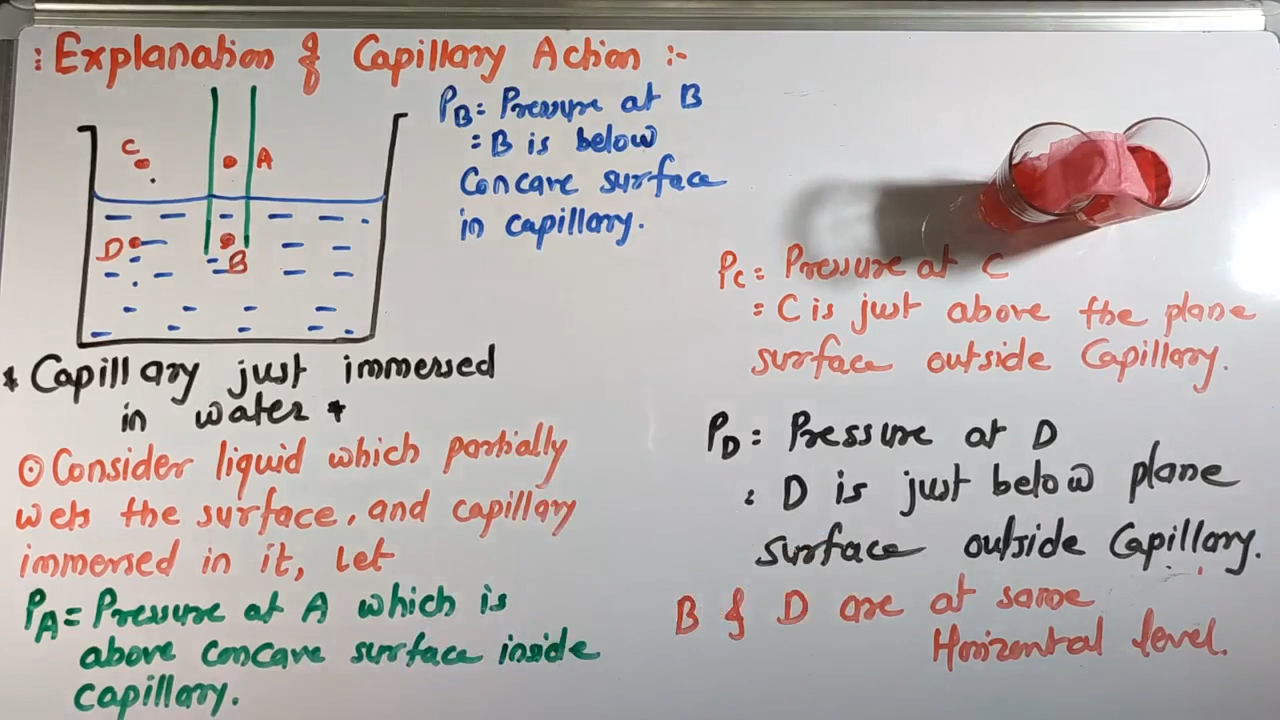 : Explanation of Capillary Action :-
C
A
D
B
* Capillary just immersed
in water *
⊙ Consider liquid which partially
wets the surface, and capillary
immersed in it, let
PA = Pressure at A which is
above concave surface inside
capillary.
PB = Pressure at B
= B is below
Concave surface
in capillary.
PC = Pressure at C
= C is just above the plane
surface outside Capillary.
PD = Pressure at D
= D is just below plane
surface outside Capillary.
B & D are at same
Horizontal level.